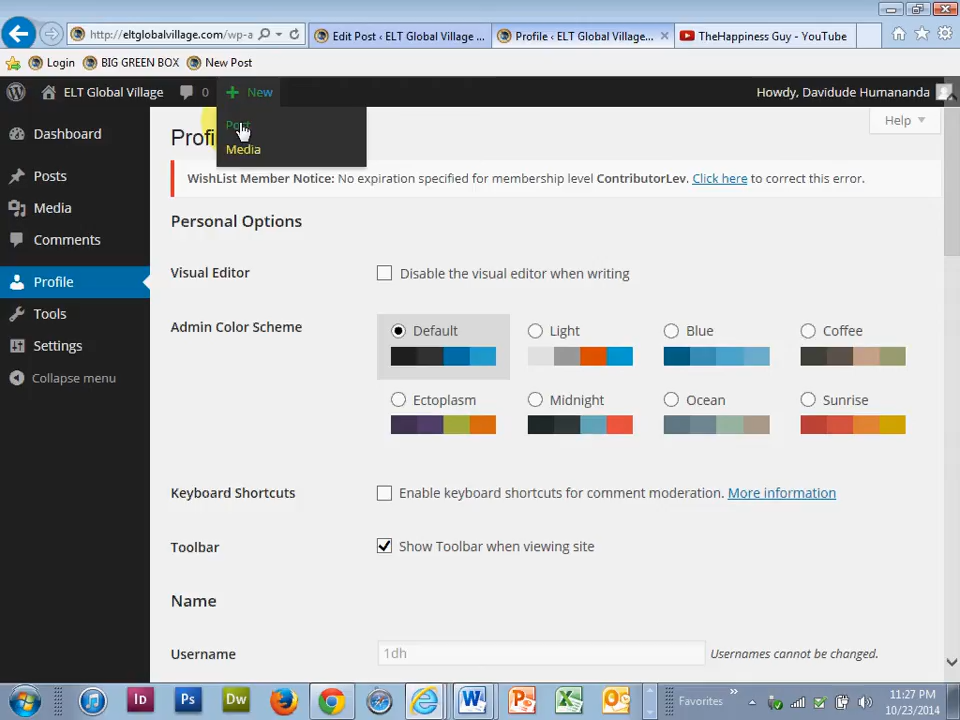 http://eltglobalvillage.com/wp-a
Edit Post ‹ ELT Global Village ...
Profile ‹ ELT Global Village...
TheHappiness Guy - YouTube
Login
BIG GREEN BOX
New Post
ELT Global Village
0
New
Howdy, Davidude Humananda
Post
Media
Help
Dashboard
Posts
Media
Comments
Profile
Tools
Settings
Collapse menu
WishList Member Notice: No expiration specified for membership level ContributorLev. Click here to correct this error.
Personal Options
Visual Editor
Disable the visual editor when writing
Admin Color Scheme
Default
Light
Blue
Coffee
Ectoplasm
Midnight
Ocean
Sunrise
Keyboard Shortcuts
Enable keyboard shortcuts for comment moderation. More information
Toolbar
Show Toolbar when viewing site
Name
Username
1dh
Usernames cannot be changed.
Id
Ps
Dw
Favorites
11:27 PM
10/23/2014